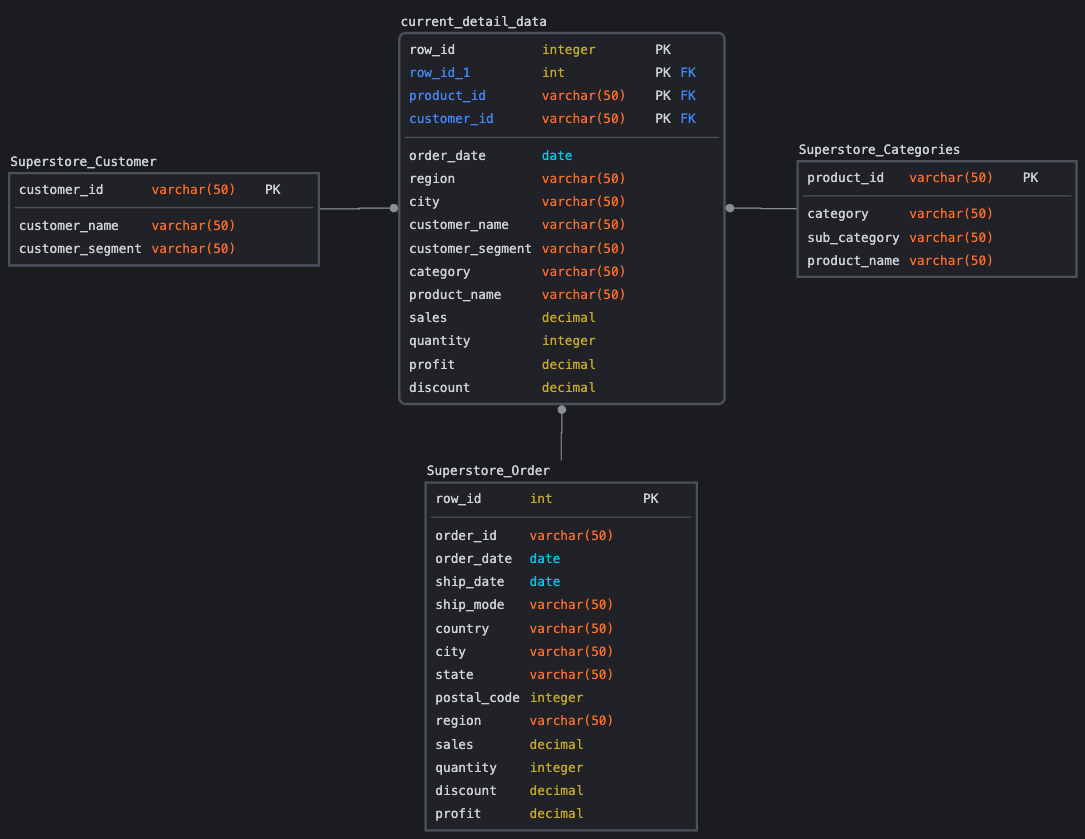 current_detail_data
row_id integer PK
row_id_1 int PK FK
product_id varchar(50) PK FK
customer_id varchar(50) PK FK
order_date date
region varchar(50)
city varchar(50)
customer_name varchar(50)
customer_segment varchar(50)
category varchar(50)
product_name varchar(50)
sales decimal
quantity integer
profit decimal
discount decimal
Superstore_Customer
customer_id varchar(50) PK
customer_name varchar(50)
customer_segment varchar(50)
Superstore_Categories
product_id varchar(50) PK
category varchar(50)
sub_category varchar(50)
product_name varchar(50)
Superstore_Order
row_id int PK
order_id varchar(50)
order_date date
ship_date date
ship_mode varchar(50)
country varchar(50)
city varchar(50)
state varchar(50)
postal_code integer
region varchar(50)
sales decimal
quantity integer
discount decimal
profit decimal